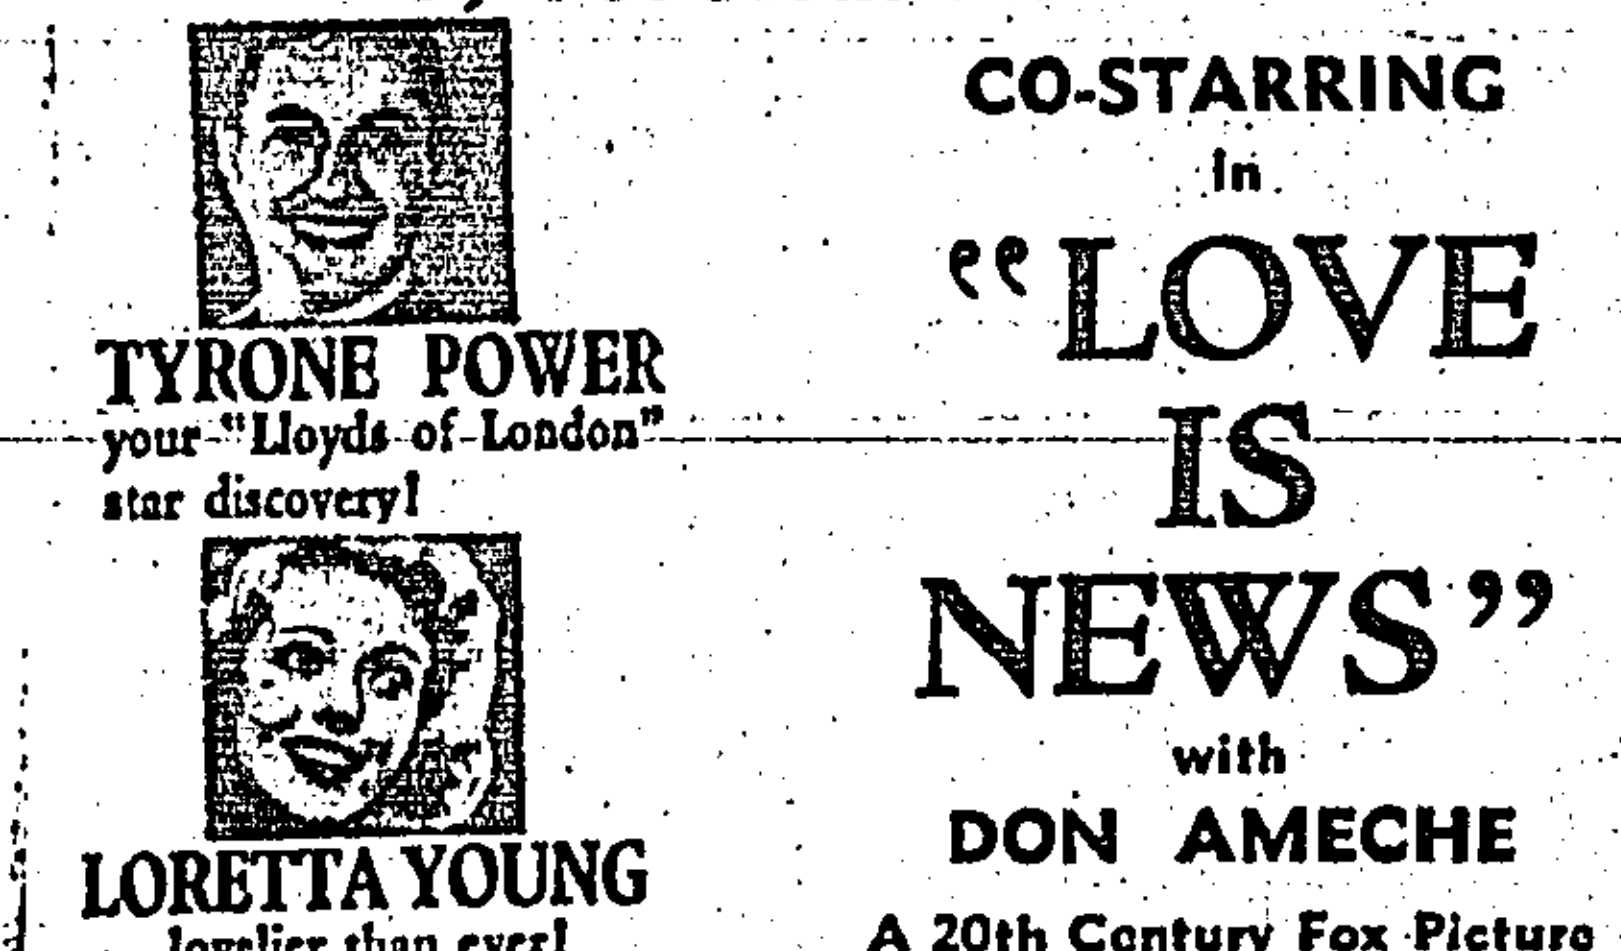 TYRONE POWER
your "Lloyds of London"
star discovery!
LORETTA YOUNG
lovelier than ever!
CO-STARRING
In
"LOVE
IS
NEWS"
with
DON AMECHE
A 20th Century Fox Picture